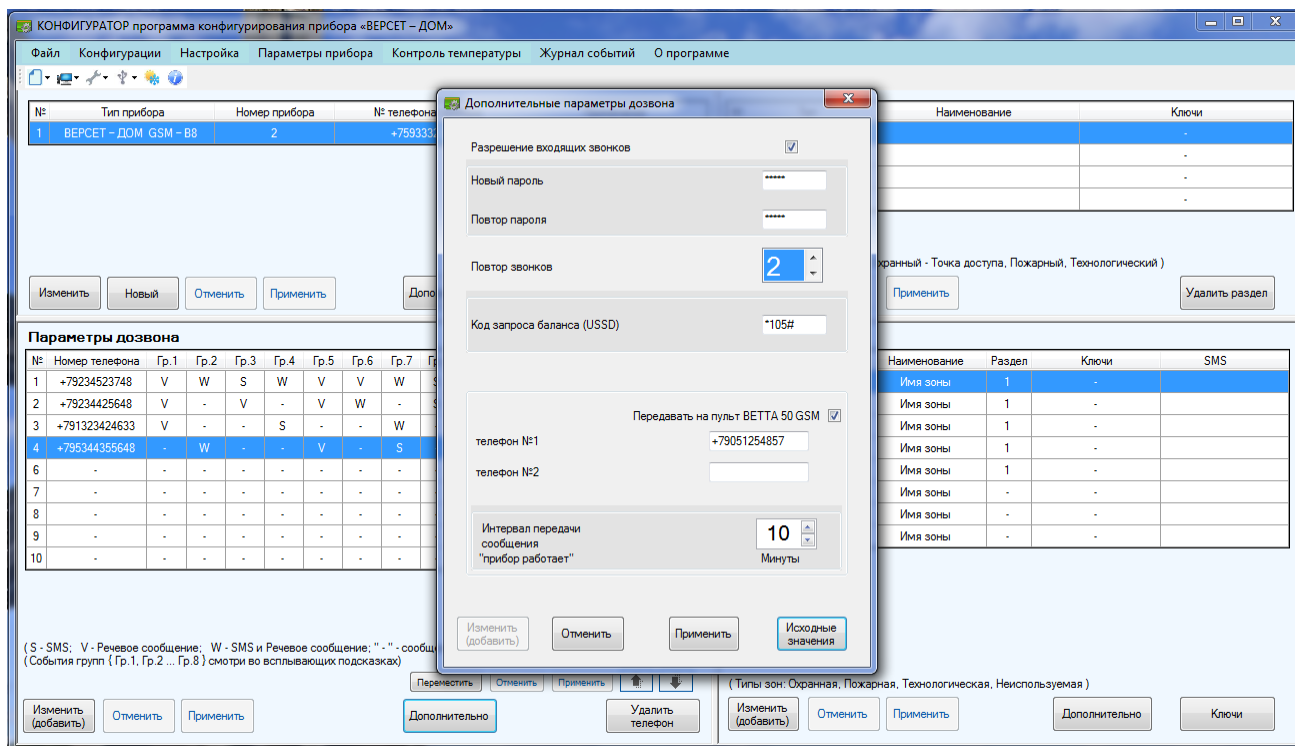 КОНФИГУРАТОР программа конфигурирования прибора «ВЕРСЕТ – ДОМ»
Файл Конфигурации Настройка Параметры прибора Контроль температуры Журнал событий О программе
№ Тип прибора Номер прибора № телефона
1 ВЕРСЕТ – ДОМ GSM – В8 2 +7593332
Изменить Новый Отменить Применить
Наименование Ключи
-
-
-
-
Охранный - Точка доступа, Пожарный, Технологический )
Применить Удалить раздел
Параметры дозвона
№ Номер телефона Гр.1 Гр.2 Гр.3 Гр.4 Гр.5 Гр.6 Гр.7
1 +79234523748 V W S W V V W
2 +79234425648 V - V - V W -
3 +791323424633 V - - S - - W
4 +795344355648 - W - - V - S
6 - - - - - - - -
7 - - - - - - - -
8 - - - - - - - -
9 - - - - - - - -
10 - - - - - - - -
( S - SMS; V - Речевое сообщение; W - SMS и Речевое сообщение; " - " - сообщ
(События групп { Гр.1, Гр.2 ... Гр.8 } смотри во всплывающих подсказках)
Переместить Отменить Применить
Изменить
(добавить) Отменить Применить Дополнительно Удалить
телефон
Дополнительные параметры дозвона
Разрешение входящих звонков
Новый пароль *****
Повтор пароля *****
Повтор звонков 2
Код запроса баланса (USSD) *105#
Передавать на пульт BETTA 50 GSM
телефон №1 +79051254857
телефон №2
Интервал передачи
сообщения
"прибор работает" 10
Минуты
Изменить
(добавить) Отменить Применить Исходные
значения
Наименование Раздел Ключи SMS
Имя зоны 1 -
Имя зоны 1 -
Имя зоны 1 -
Имя зоны 1 -
Имя зоны 1 -
Имя зоны - -
Имя зоны - -
Имя зоны - -
( Типы зон: Охранная, Пожарная, Технологическая, Неиспользуемая )
Изменить
(добавить) Отменить Применить Дополнительно Ключи